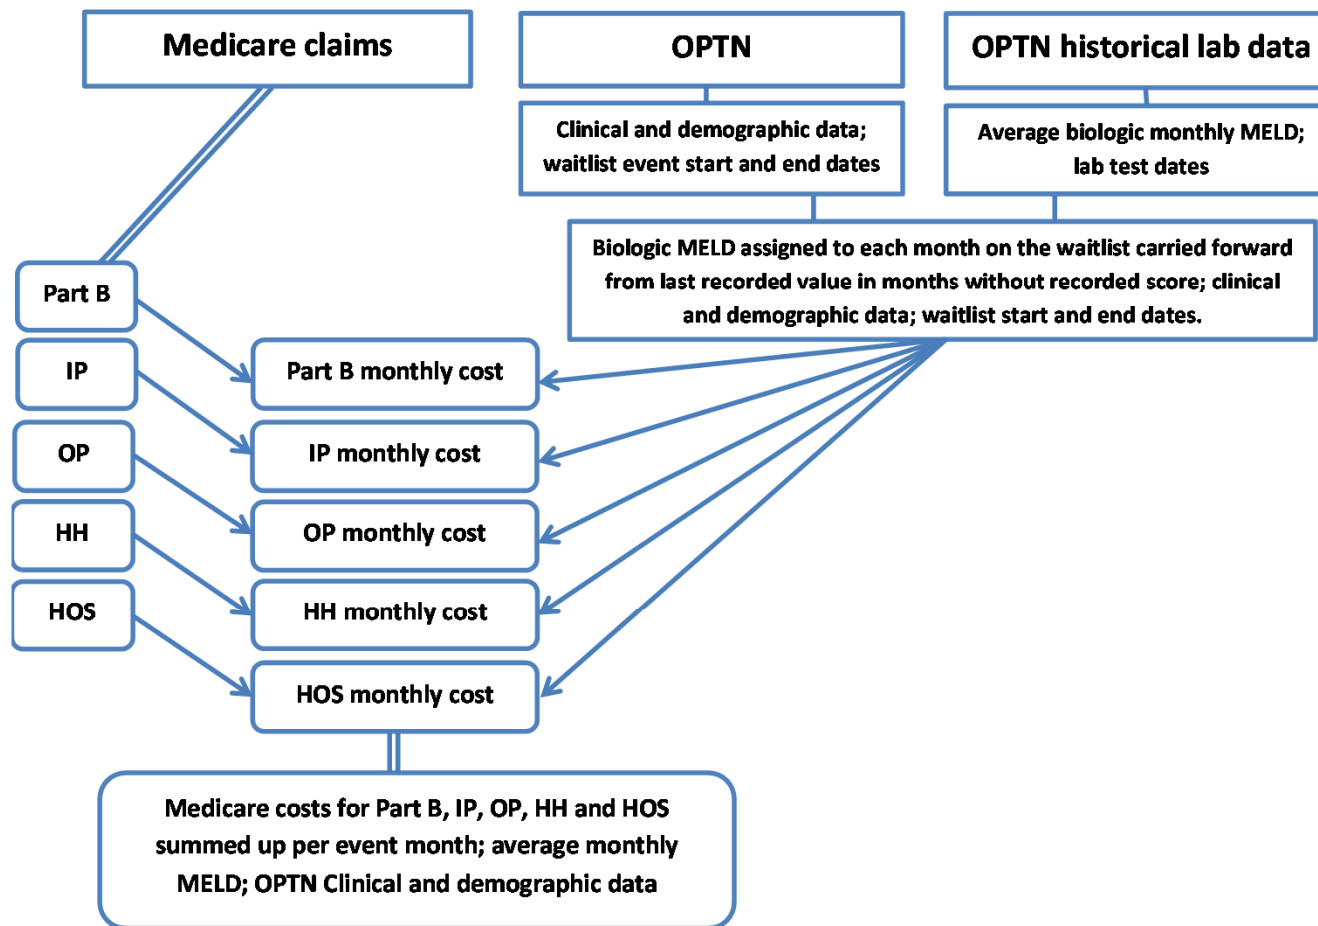 Medicare claims
OPTN
OPTN historical lab data
Clinical and demographic data;
waitlist event start and end dates
Average biologic monthly MELD;
lab test dates
Biologic MELD assigned to each month on the waitlist carried forward
from last recorded value in months without recorded score; clinical
and demographic data; waitlist start and end dates.
Part B
IP
OP
HH
HOS
Part B monthly cost
IP monthly cost
OP monthly cost
HH monthly cost
HOS monthly cost
Medicare costs for Part B, IP, OP, HH and HOS
summed up per event month; average monthly
MELD; OPTN Clinical and demographic data